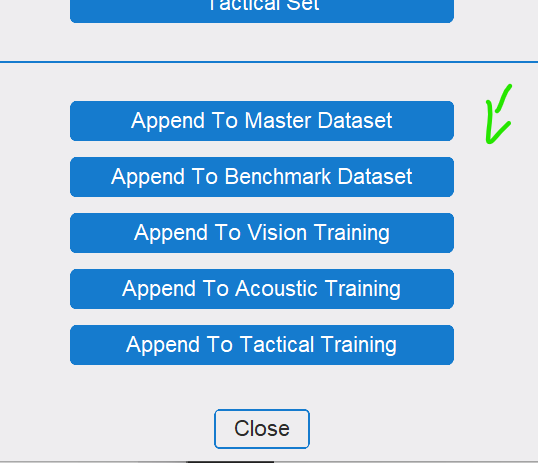 Tactical Set
Append To Master Dataset
Append To Benchmark Dataset
Append To Vision Training
Append To Acoustic Training
Append To Tactical Training
Close